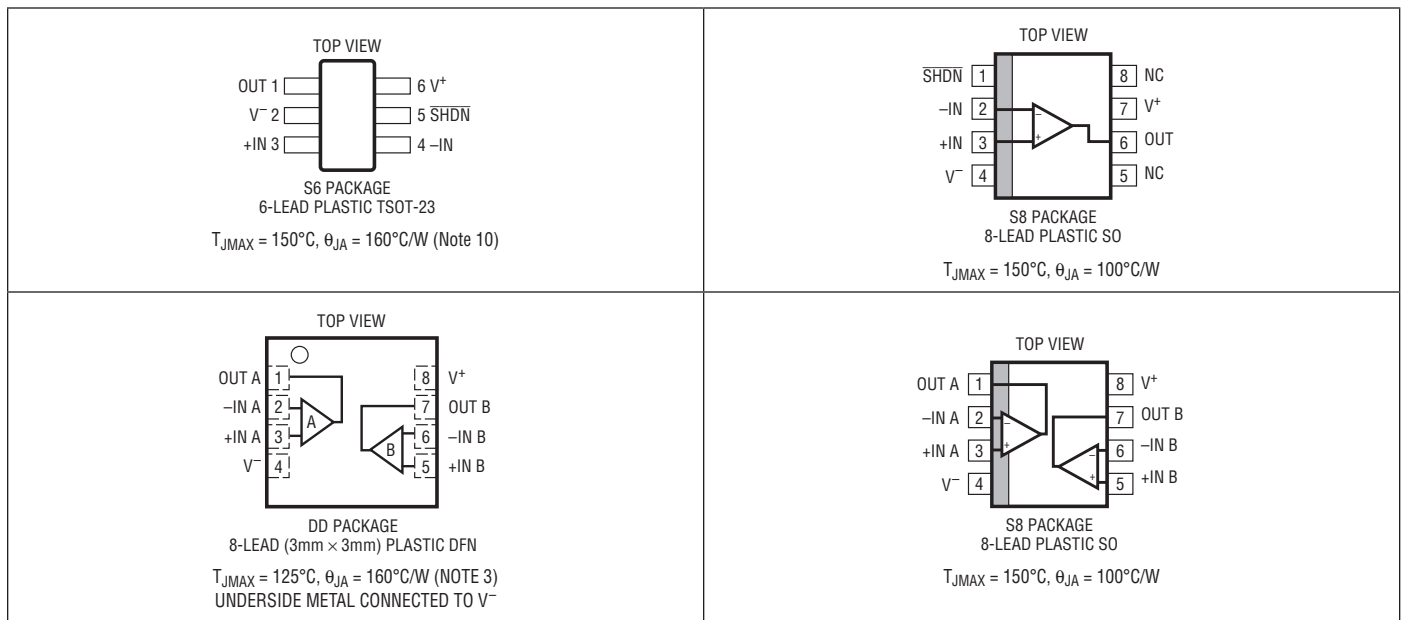 TOP VIEW
OUT 1
6 V⁺
V⁻ 2
5 S̅H̅D̅N̅
+IN 3
4 –IN
S6 PACKAGE
6-LEAD PLASTIC TSOT-23
TJMAX = 150°C, θJA = 160°C/W (Note 10)
TOP VIEW
S̅H̅D̅N̅ 1
8 NC
–IN 2
7 V⁺
– 
+IN 3
+
6 OUT
V⁻ 4
5 NC
S8 PACKAGE
8-LEAD PLASTIC SO
TJMAX = 150°C, θJA = 100°C/W
TOP VIEW
OUT A 1
8 V⁺
–IN A 2
7 OUT B
A
+IN A 3
6 –IN B
B
V⁻ 4
5 +IN B
DD PACKAGE
8-LEAD (3mm × 3mm) PLASTIC DFN
TJMAX = 125°C, θJA = 160°C/W (NOTE 3)
UNDERSIDE METAL CONNECTED TO V⁻
TOP VIEW
OUT A 1
8 V⁺
–IN A 2
–
7 OUT B
+IN A 3
+
6 –IN B
–
V⁻ 4
+
5 +IN B
S8 PACKAGE
8-LEAD PLASTIC SO
TJMAX = 150°C, θJA = 100°C/W